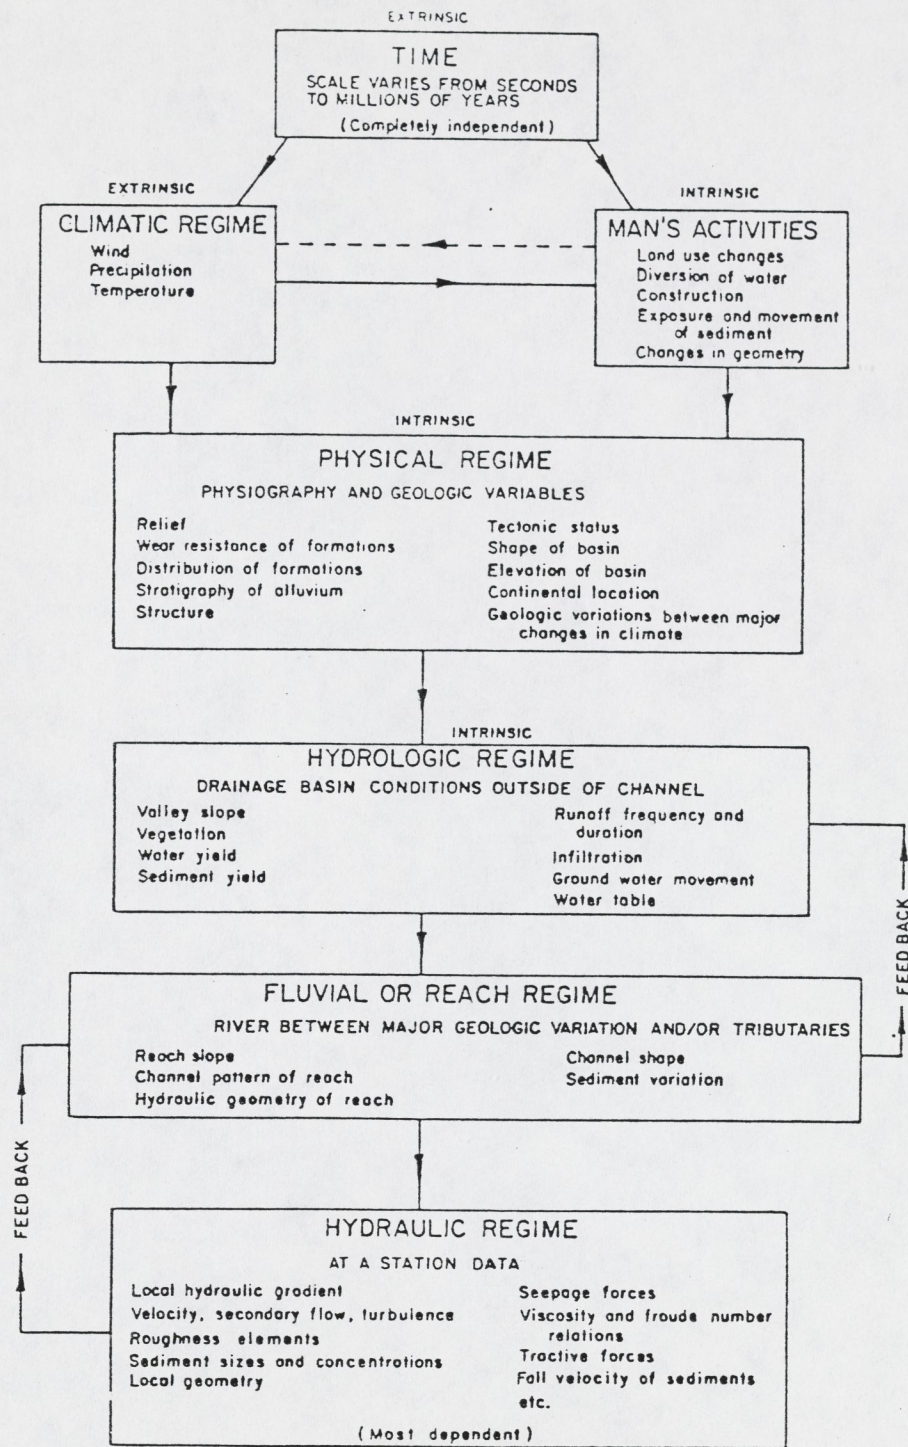 EXTRINSIC
TIME
SCALE VARIES FROM SECONDS
TO MILLIONS OF YEARS
(Completely independent)
EXTRINSIC
CLIMATIC REGIME
Wind
Precipitation
Temperature
INTRINSIC
MAN'S ACTIVITIES
Land use changes
Diversion of water
Construction
Exposure and movement
of sediment
Changes in geometry
INTRINSIC
PHYSICAL REGIME
PHYSIOGRAPHY AND GEOLOGIC VARIABLES
Relief
Wear resistance of formations
Distribution of formations
Stratigraphy of alluvium
Structure
Tectonic status
Shape of basin
Elevation of basin
Continental location
Geologic variations between major
changes in climate
INTRINSIC
HYDROLOGIC REGIME
DRAINAGE BASIN CONDITIONS OUTSIDE OF CHANNEL
Valley slope
Vegetation
Water yield
Sediment yield
Runoff frequency and
duration
Infiltration
Ground water movement
Water table
FEED BACK
FLUVIAL OR REACH REGIME
RIVER BETWEEN MAJOR GEOLOGIC VARIATION AND/OR TRIBUTARIES
Reach slope
Channel pattern of reach
Hydraulic geometry of reach
Channel shape
Sediment variation
FEED BACK
HYDRAULIC REGIME
AT A STATION DATA
Local hydraulic gradient
Velocity, secondary flow, turbulence
Roughness elements
Sediment sizes and concentrations
Local geometry
Seepage forces
Viscosity and froude number
relations
Tractive forces
Fall velocity of sediments
etc.
(Most dependent)